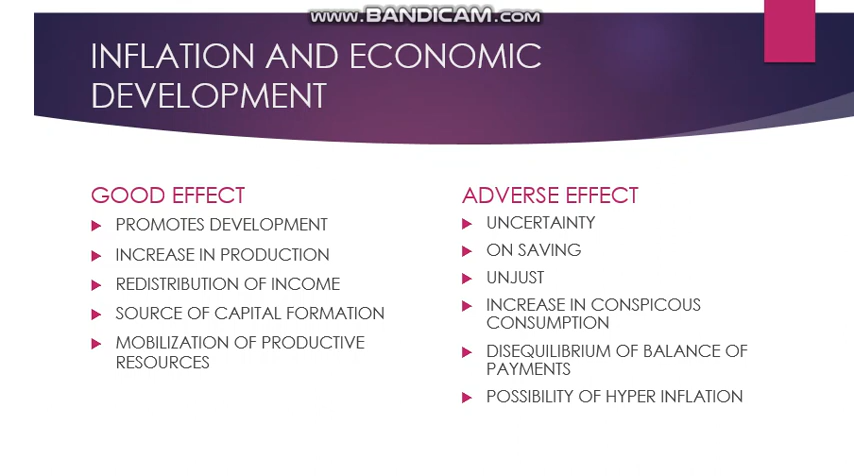 www.BANDICAM.com
INFLATION AND ECONOMIC
DEVELOPMENT
GOOD EFFECT
PROMOTES DEVELOPMENT
INCREASE IN PRODUCTION
REDISTRIBUTION OF INCOME
SOURCE OF CAPITAL FORMATION
MOBILIZATION OF PRODUCTIVE
RESOURCES
ADVERSE EFFECT
UNCERTAINTY
ON SAVING
UNJUST
INCREASE IN CONSPICOUS
CONSUMPTION
DISEQUILIBRIUM OF BALANCE OF
PAYMENTS
POSSIBILITY OF HYPER INFLATION